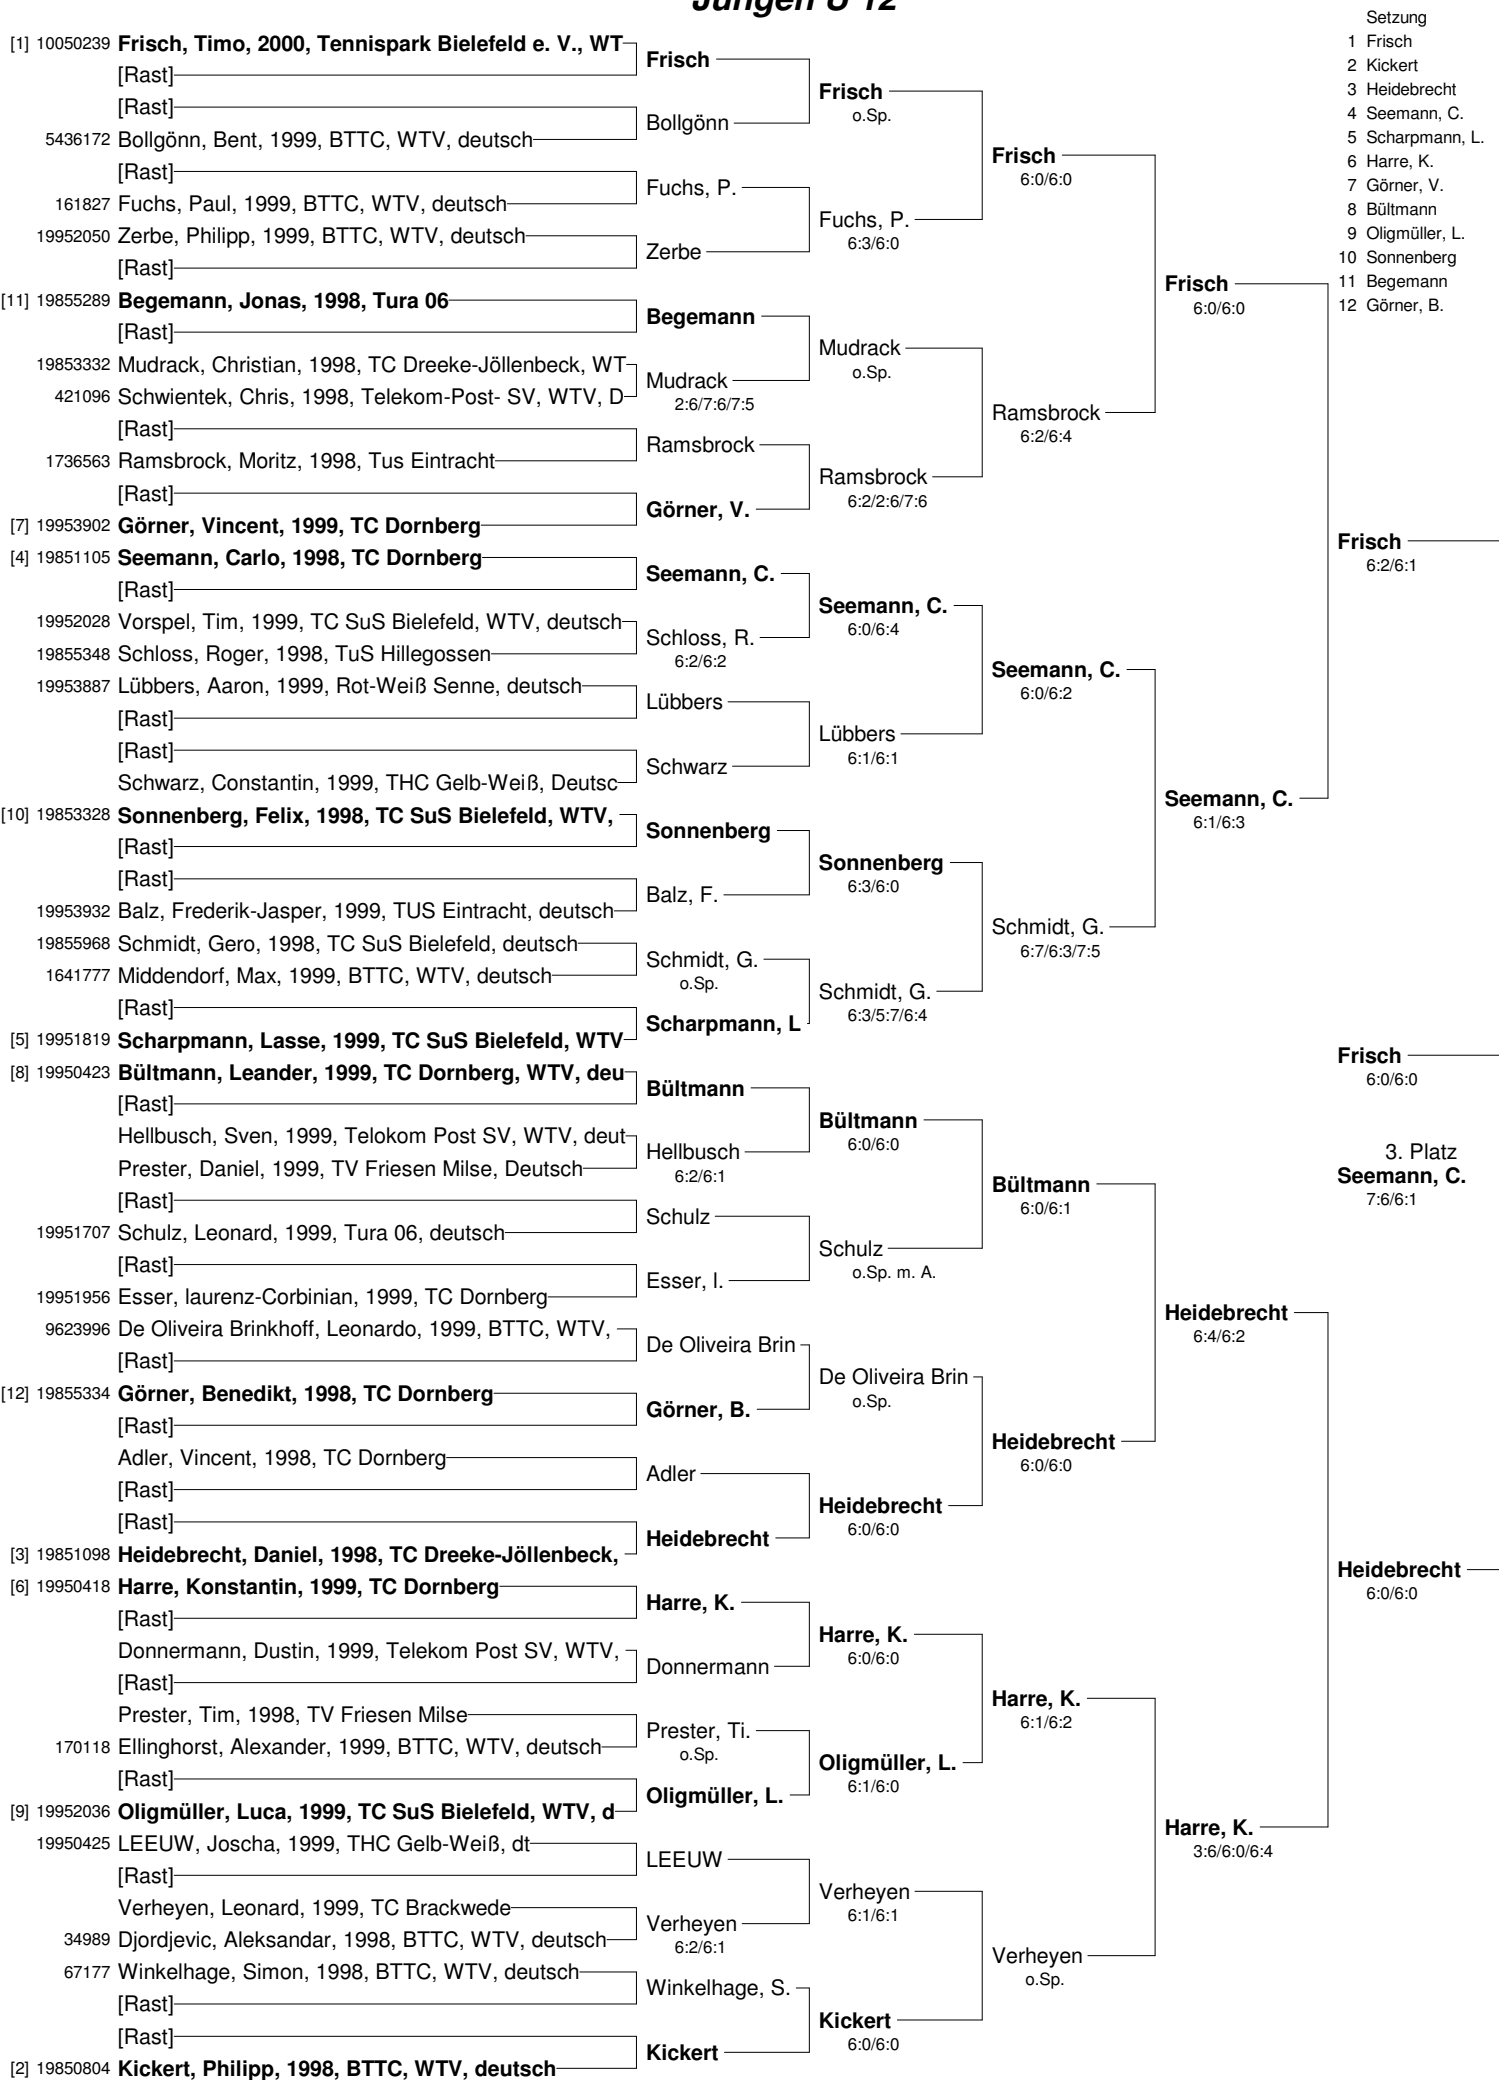 Jungen U 12
Setzung
1 Frisch
2 Kickert
3 Heidebrecht
4 Seemann, C.
5 Scharpmann, L.
6 Harre, K.
7 Görner, V.
8 Bültmann
9 Oligmüller, L.
10 Sonnenberg
11 Begemann
12 Görner, B.
[1] 10050239 Frisch, Timo, 2000, Tennispark Bielefeld e. V., WT
[Rast]
[Rast]
5436172 Bollgönn, Bent, 1999, BTTC, WTV, deutsch
[Rast]
161827 Fuchs, Paul, 1999, BTTC, WTV, deutsch
19952050 Zerbe, Philipp, 1999, BTTC, WTV, deutsch
[Rast]
[11] 19855289 Begemann, Jonas, 1998, Tura 06
[Rast]
19853332 Mudrack, Christian, 1998, TC Dreeke-Jöllenbeck, WT
421096 Schwientek, Chris, 1998, Telekom-Post- SV, WTV, D
[Rast]
1736563 Ramsbrock, Moritz, 1998, Tus Eintracht
[Rast]
[7] 19953902 Görner, Vincent, 1999, TC Dornberg
[4] 19851105 Seemann, Carlo, 1998, TC Dornberg
[Rast]
19952028 Vorspel, Tim, 1999, TC SuS Bielefeld, WTV, deutsch
19855348 Schloss, Roger, 1998, TuS Hillegossen
19953887 Lübbers, Aaron, 1999, Rot-Weiß Senne, deutsch
[Rast]
[Rast]
Schwarz, Constantin, 1999, THC Gelb-Weiß, Deutsc
[10] 19853328 Sonnenberg, Felix, 1998, TC SuS Bielefeld, WTV,
[Rast]
[Rast]
19953932 Balz, Frederik-Jasper, 1999, TUS Eintracht, deutsch
19855968 Schmidt, Gero, 1998, TC SuS Bielefeld, deutsch
1641777 Middendorf, Max, 1999, BTTC, WTV, deutsch
[Rast]
[5] 19951819 Scharpmann, Lasse, 1999, TC SuS Bielefeld, WTV
[8] 19950423 Bültmann, Leander, 1999, TC Dornberg, WTV, deu
[Rast]
Hellbusch, Sven, 1999, Telokom Post SV, WTV, deut
Prester, Daniel, 1999, TV Friesen Milse, Deutsch
[Rast]
19951707 Schulz, Leonard, 1999, Tura 06, deutsch
[Rast]
19951956 Esser, laurenz-Corbinian, 1999, TC Dornberg
9623996 De Oliveira Brinkhoff, Leonardo, 1999, BTTC, WTV,
[Rast]
[12] 19855334 Görner, Benedikt, 1998, TC Dornberg
[Rast]
Adler, Vincent, 1998, TC Dornberg
[Rast]
[Rast]
[3] 19851098 Heidebrecht, Daniel, 1998, TC Dreeke-Jöllenbeck,
[6] 19950418 Harre, Konstantin, 1999, TC Dornberg
[Rast]
Donnermann, Dustin, 1999, Telekom Post SV, WTV,
[Rast]
Prester, Tim, 1998, TV Friesen Milse
170118 Ellinghorst, Alexander, 1999, BTTC, WTV, deutsch
[Rast]
[9] 19952036 Oligmüller, Luca, 1999, TC SuS Bielefeld, WTV, d
19950425 LEEUW, Joscha, 1999, THC Gelb-Weiß, dt
[Rast]
Verheyen, Leonard, 1999, TC Brackwede
34989 Djordjevic, Aleksandar, 1998, BTTC, WTV, deutsch
67177 Winkelhage, Simon, 1998, BTTC, WTV, deutsch
[Rast]
[Rast]
[2] 19850804 Kickert, Philipp, 1998, BTTC, WTV, deutsch
Frisch
Bollgönn
Fuchs, P.
Zerbe
Begemann
Mudrack
2:6/7:6/7:5
Ramsbrock
Görner, V.
Seemann, C.
Schloss, R.
6:2/6:2
Lübbers
Schwarz
Sonnenberg
Balz, F.
Schmidt, G.
o.Sp.
Scharpmann, L
Bültmann
Hellbusch
6:2/6:1
Schulz
Esser, l.
De Oliveira Brin
Görner, B.
Adler
Heidebrecht
Harre, K.
Donnermann
Prester, Ti.
o.Sp.
Oligmüller, L.
LEEUW
Verheyen
6:2/6:1
Winkelhage, S.
Kickert
Frisch
o.Sp.
Fuchs, P.
6:3/6:0
Mudrack
o.Sp.
Ramsbrock
6:2/2:6/7:6
Seemann, C.
6:0/6:4
Lübbers
6:1/6:1
Sonnenberg
6:3/6:0
Schmidt, G.
6:3/5:7/6:4
Bültmann
6:0/6:0
Schulz
o.Sp. m. A.
De Oliveira Brin
o.Sp.
Heidebrecht
6:0/6:0
Harre, K.
6:0/6:0
Oligmüller, L.
6:1/6:0
Verheyen
6:1/6:1
Kickert
6:0/6:0
Frisch
6:0/6:0
Ramsbrock
6:2/6:4
Seemann, C.
6:0/6:2
Schmidt, G.
6:7/6:3/7:5
Bültmann
6:0/6:1
Heidebrecht
6:0/6:0
Harre, K.
6:1/6:2
Verheyen
o.Sp.
Frisch
6:0/6:0
Seemann, C.
6:1/6:3
Heidebrecht
6:4/6:2
Harre, K.
3:6/6:0/6:4
Frisch
6:2/6:1
Frisch
6:0/6:0
3. Platz
Seemann, C.
7:6/6:1
Heidebrecht
6:0/6:0